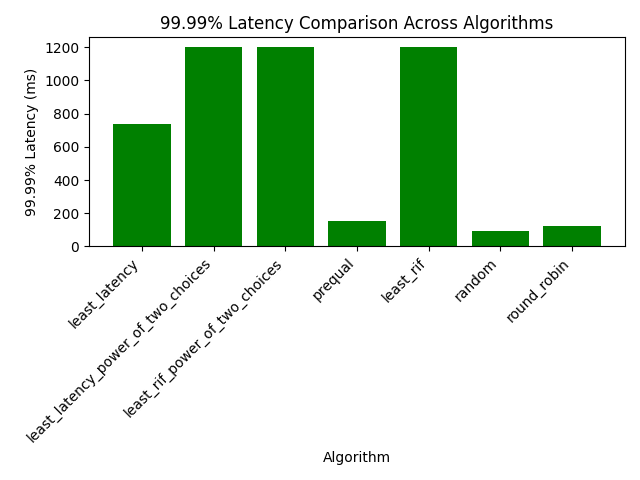 99.99% Latency Comparison Across Algorithms
99.99% Latency (ms)
1200
1000
800
600
400
200
0
least_latency
least_latency_power_of_two_choices
least_rif_power_of_two_choices
prequal
least_rif
random
round_robin
Algorithm